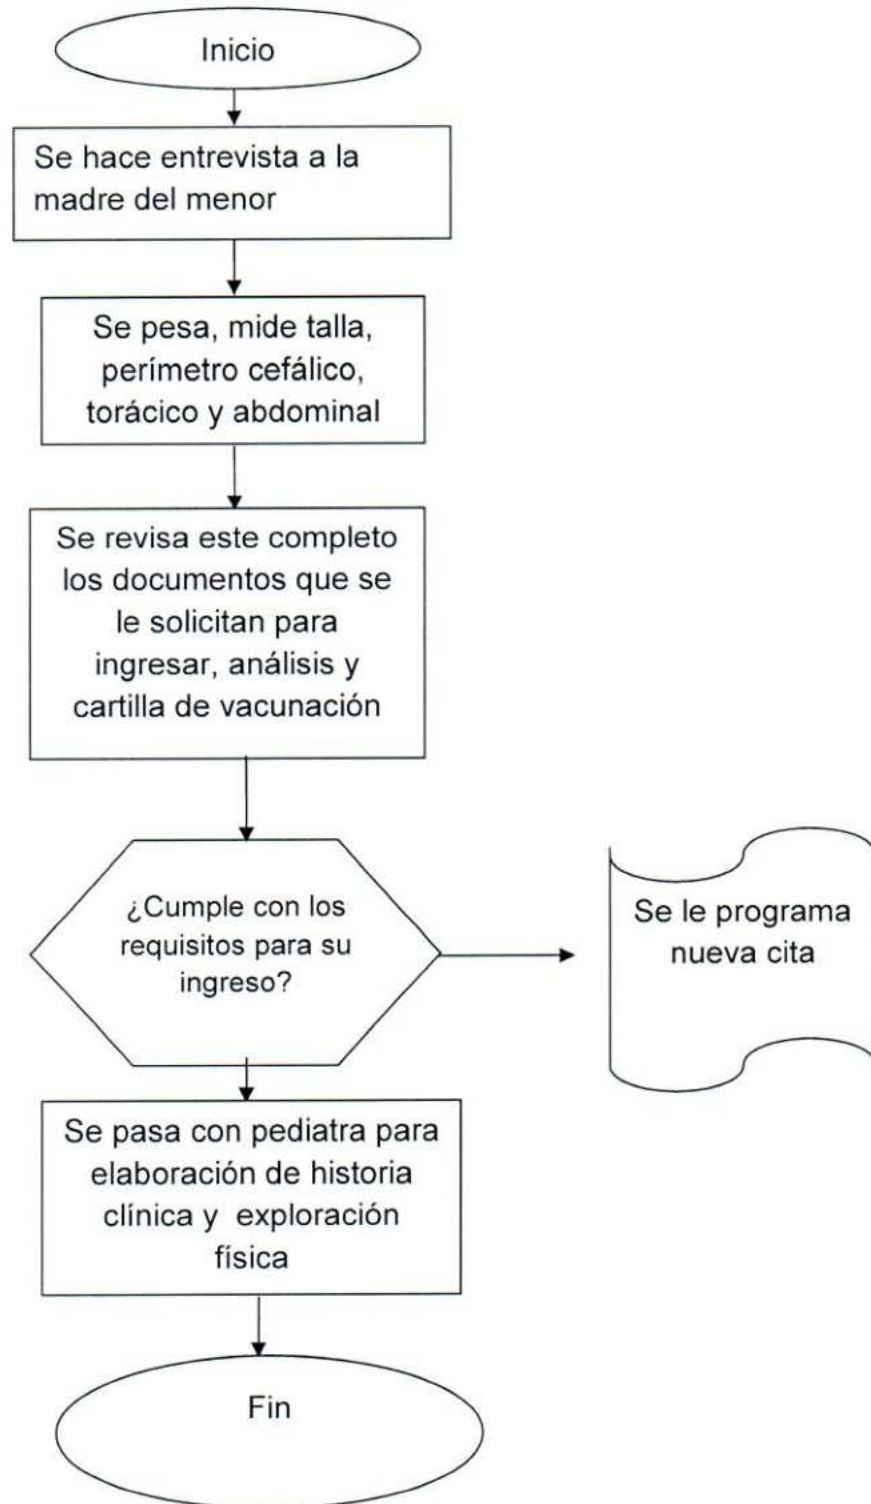 Inicio
Se hace entrevista a la
madre del menor
Se pesa, mide talla,
perímetro cefálico,
torácico y abdominal
Se revisa este completo
los documentos que se
le solicitan para
ingresar, análisis y
cartilla de vacunación
¿Cumple con los
requisitos para su
ingreso?
Se le programa
nueva cita
Se pasa con pediatra para
elaboración de historia
clínica y exploración
física
Fin